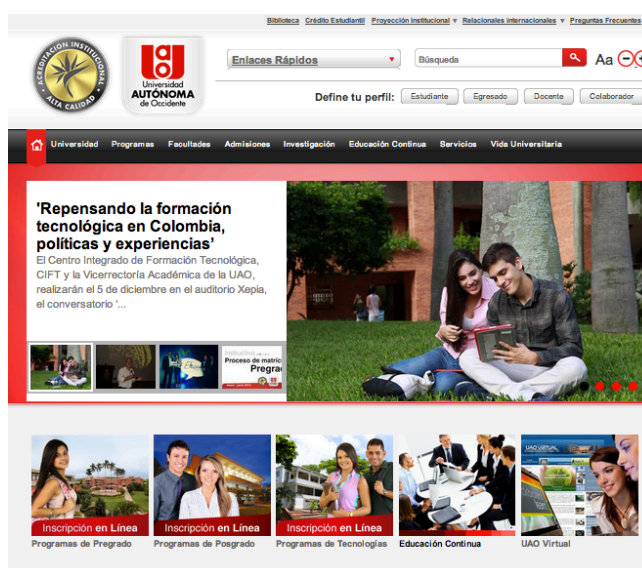 Biblioteca Crédito Estudiantil Proyección Institucional Relacionales internacionales Preguntas Frecuentes
ACREDITACIÓN INSTITUCIONAL
ALTA CALIDAD
Universidad
AUTÓNOMA
de Occidente
Enlaces Rápidos
Búsqueda
Aa
Define tu perfil: Estudiante Egresado Docente Colaborador
Universidad Programas Facultades Admisiones Investigación Educación Continua Servicios Vida Universitaria
'Repensando la formación
tecnológica en Colombia,
políticas y experiencias'
El Centro Integrado de Formación Tecnológica,
CIFT y la Vicerrectoría Académica de la UAO,
realizarán el 5 de diciembre en el auditorio Xepia,
el conversatorio '...
Proceso de matríc
Pregra
UAO VIRTUAL
Inscripción en Línea
Inscripción en Línea
Inscripción en Línea
Programas de Pregrado
Programas de Posgrado
Programas de Tecnologías
Educación Continua
UAO Virtual